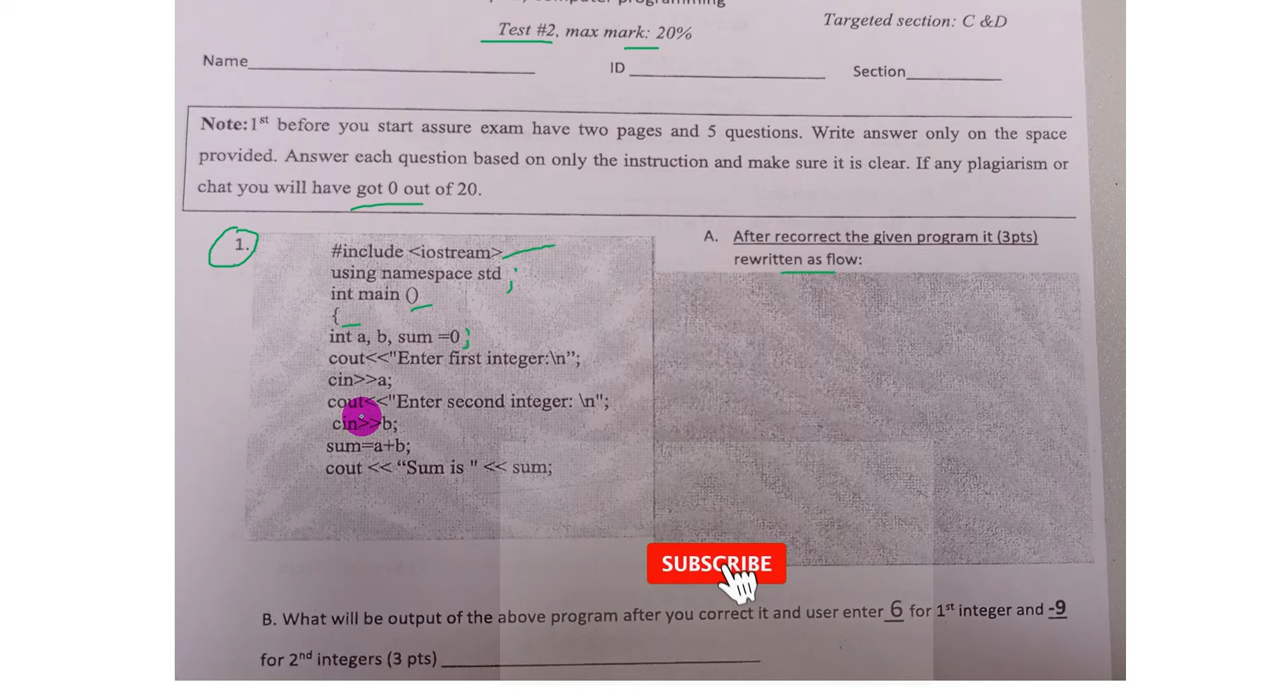 Test #2, max mark: 20%
Targeted section: C &D
Name
ID
Section
Note:1st before you start assure exam have two pages and 5 questions. Write answer only on the space
provided. Answer each question based on only the instruction and make sure it is clear. If any plagiarism or
chat you will have got 0 out of 20.
1.
#include <iostream>
using namespace std ;
int main ()
{
int a, b, sum =0;
cout<<"Enter first integer:\n";
cin>>a;
cout<<"Enter second integer: \n";
cin>>b;
sum=a+b;
cout << “Sum is " << sum;
A. After recorrect the given program it (3pts)
rewritten as flow:
SUBSCRIBE
B. What will be output of the above program after you correct it and user enter 6 for 1st integer and -9
for 2nd integers (3 pts)